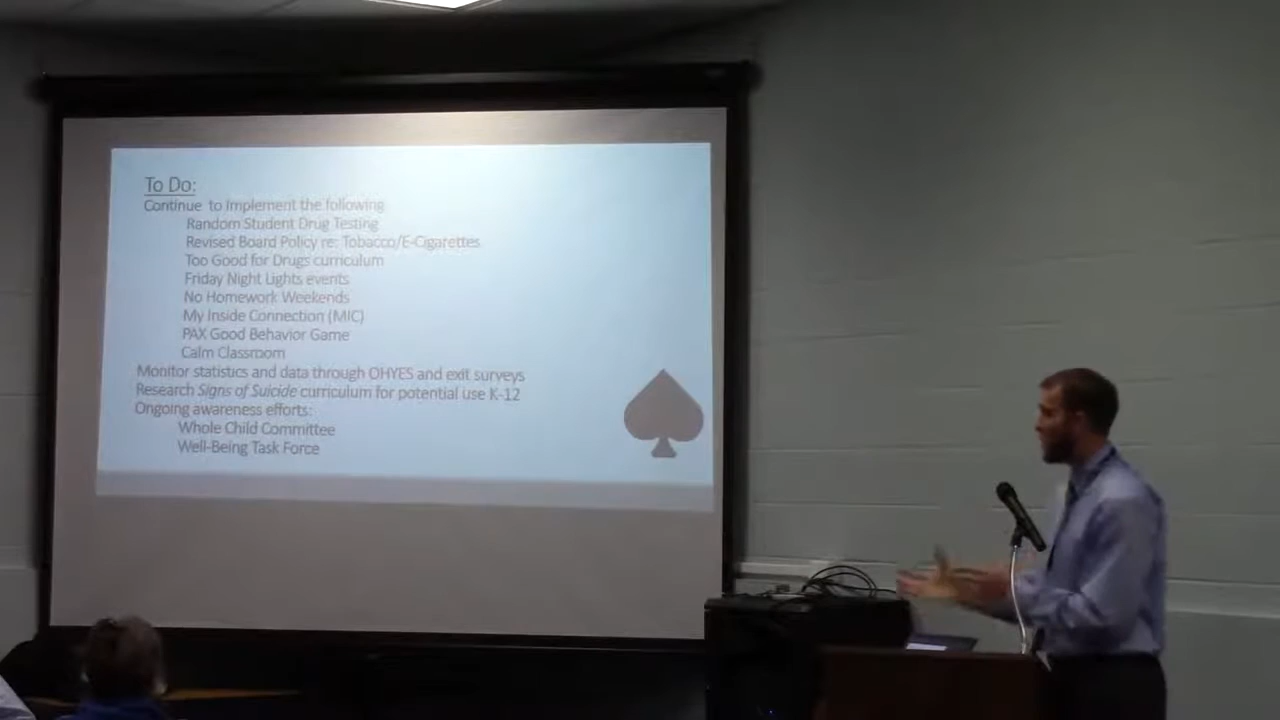 To Do:
Continue to Implement the following
Random Student Drug Testing
Revised Board Policy re: Tobacco/E-Cigarettes
Too Good for Drugs curriculum
Friday Night Lights events
No Homework Weekends
My Inside Connection (MIC)
PAX Good Behavior Game
Calm Classroom
Monitor statistics and data through OHYES and exit surveys
Research Signs of Suicide curriculum for potential use K-12
Ongoing awareness efforts:
Whole Child Committee
Well-Being Task Force